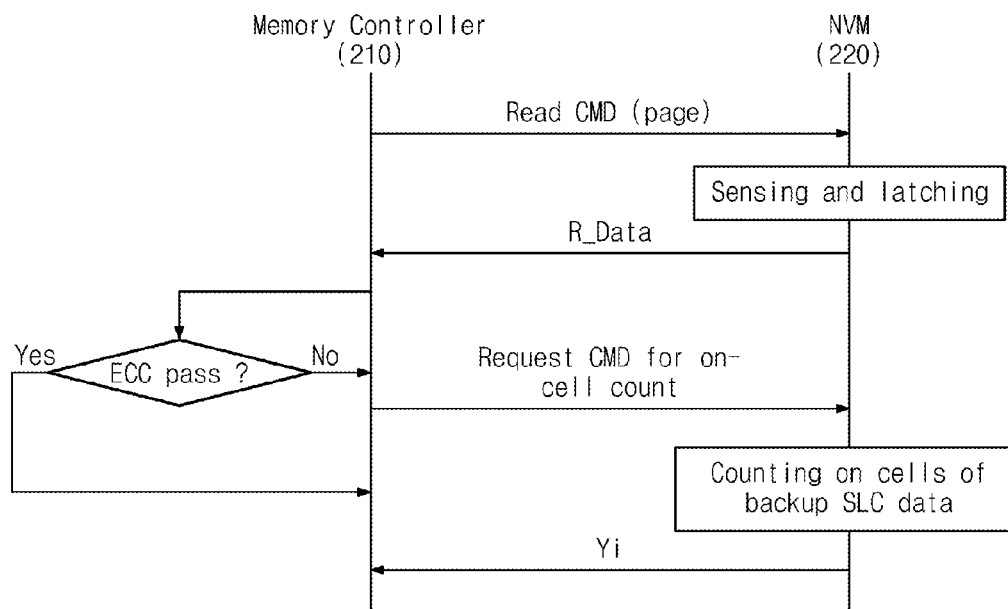 Memory Controller
(210)
NVM
(220)
Read CMD (page)
Sensing and latching
R_Data
Yes
ECC pass ?
No
Request CMD for on-
cell count
Counting on cells of
backup SLC data
Yi